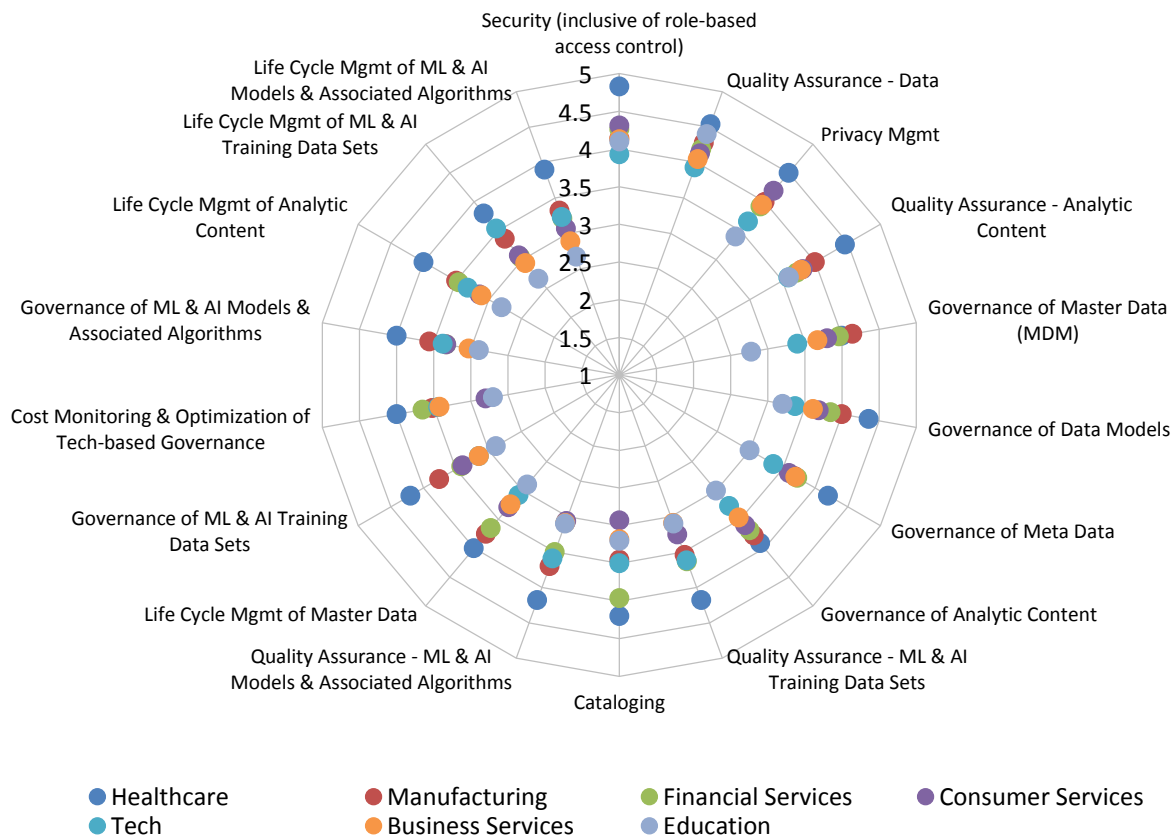 Security (inclusive of role-based
access control)
Quality Assurance - Data
Privacy Mgmt
Quality Assurance - Analytic
Content
Governance of Master Data
(MDM)
Governance of Data Models
Governance of Meta Data
Governance of Analytic Content
Quality Assurance - ML & AI
Training Data Sets
Cataloging
Quality Assurance - ML & AI
Models & Associated Algorithms
Life Cycle Mgmt of Master Data
Governance of ML & AI Training
Data Sets
Cost Monitoring & Optimization of
Tech-based Governance
Governance of ML & AI Models &
Associated Algorithms
Life Cycle Mgmt of Analytic
Content
Life Cycle Mgmt of ML & AI
Training Data Sets
Life Cycle Mgmt of ML & AI
Models & Associated Algorithms
5
4.5
4
3.5
3
2.5
2
1.5
1
Healthcare
Manufacturing
Financial Services
Consumer Services
Tech
Business Services
Education